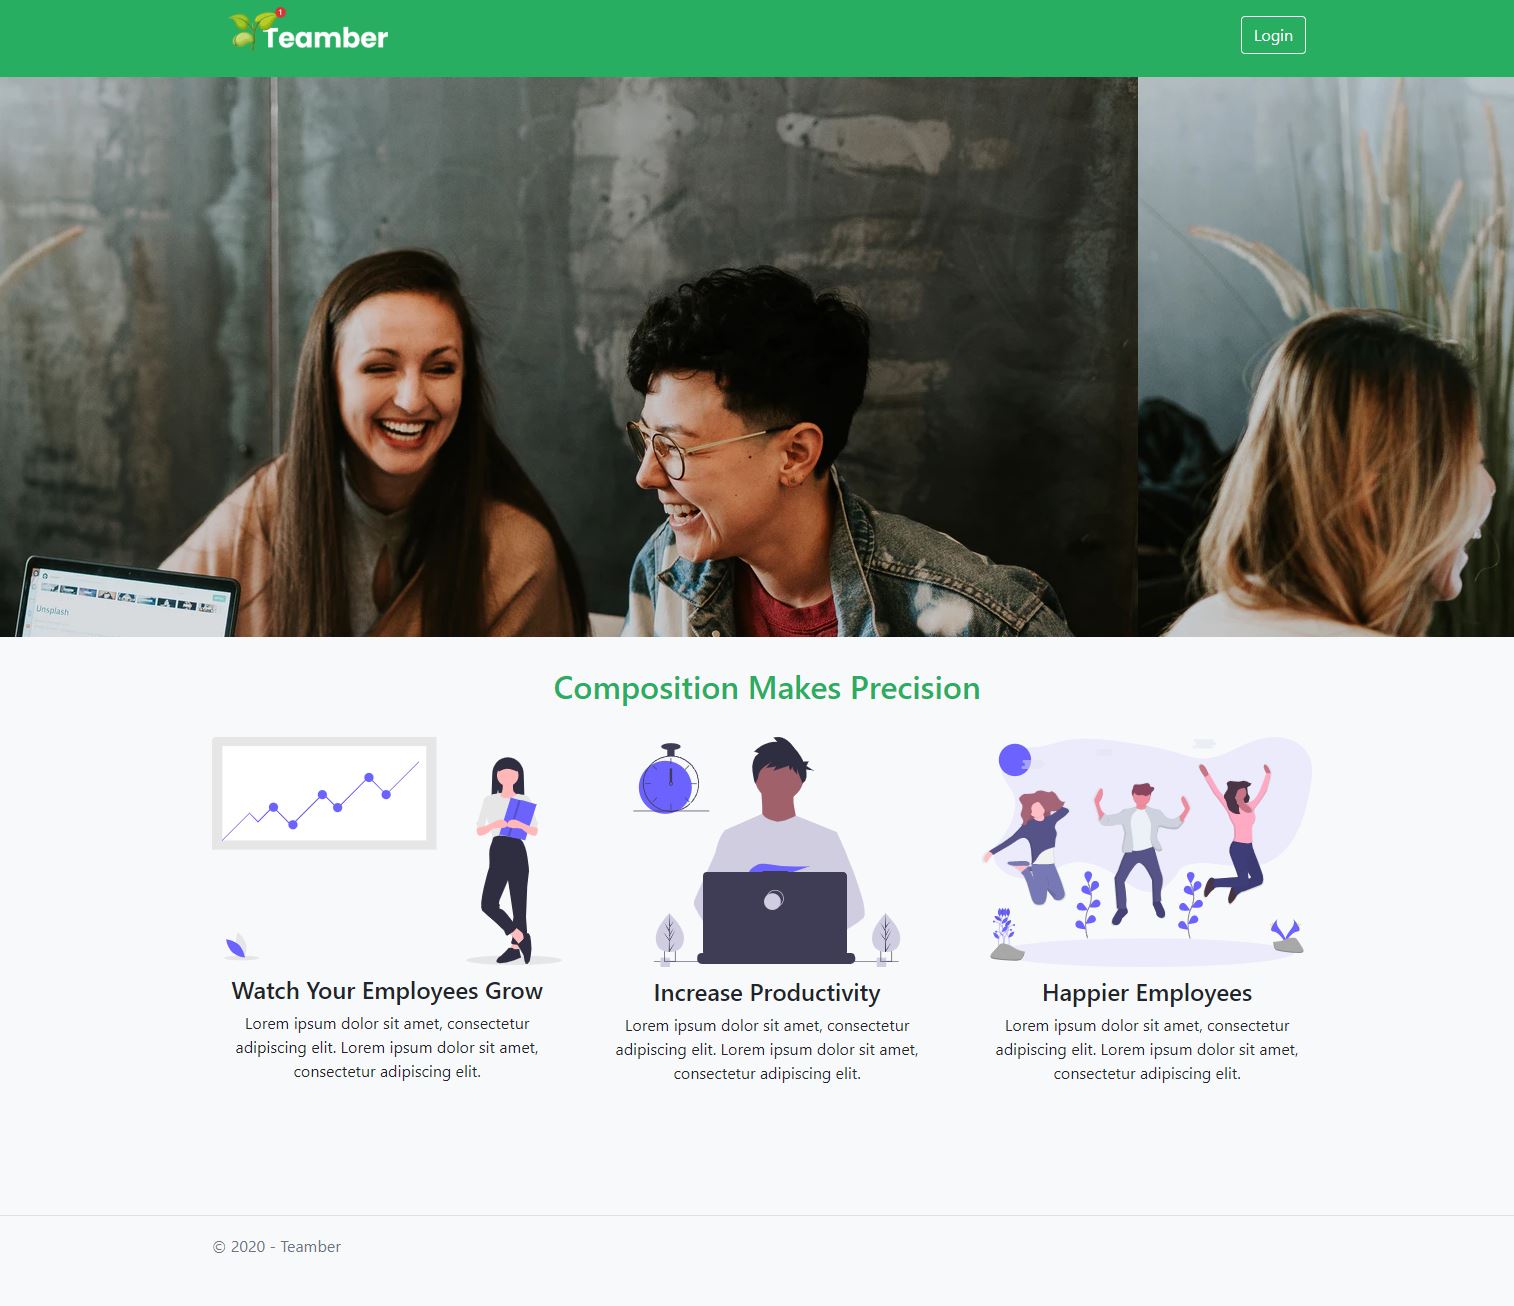 1
Teamber
Login
Unsplash
Composition Makes Precision
Watch Your Employees Grow
Lorem ipsum dolor sit amet, consectetur
adipiscing elit. Lorem ipsum dolor sit amet,
consectetur adipiscing elit.
Increase Productivity
Lorem ipsum dolor sit amet, consectetur
adipiscing elit. Lorem ipsum dolor sit amet,
consectetur adipiscing elit.
Happier Employees
Lorem ipsum dolor sit amet, consectetur
adipiscing elit. Lorem ipsum dolor sit amet,
consectetur adipiscing elit.
© 2020 - Teamber